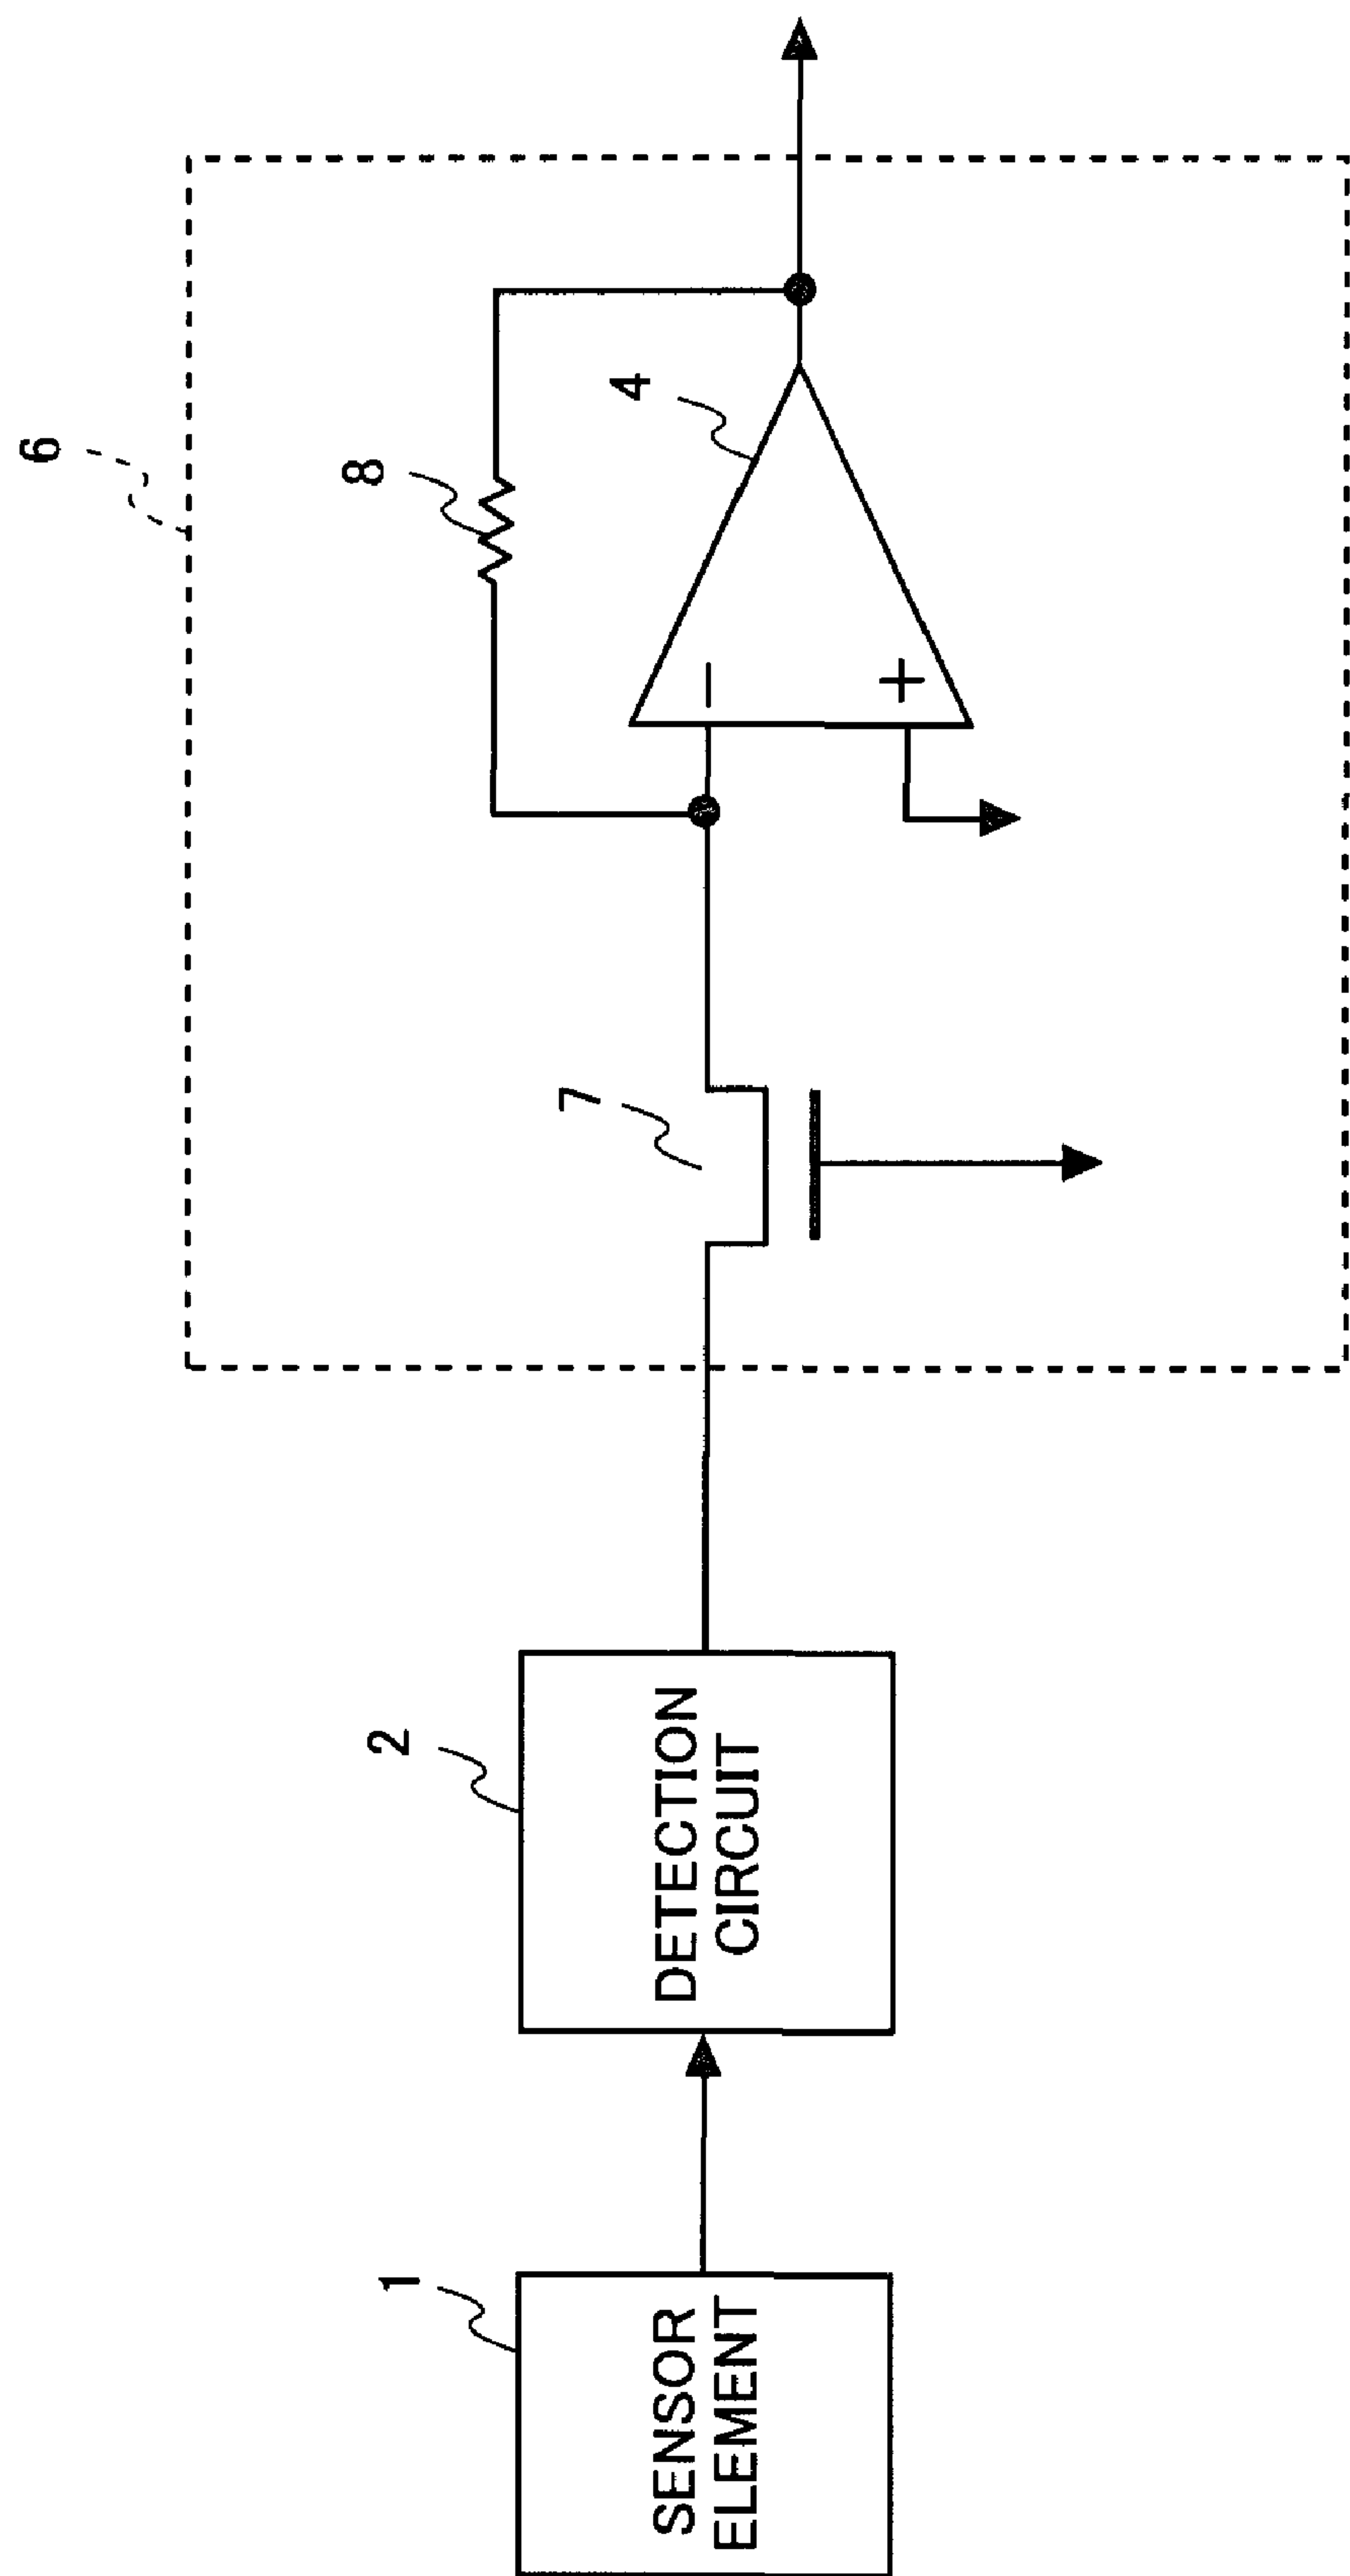 6
8
4
7
2
1
−
+
DETECTION
CIRCUIT
SENSOR
ELEMENT